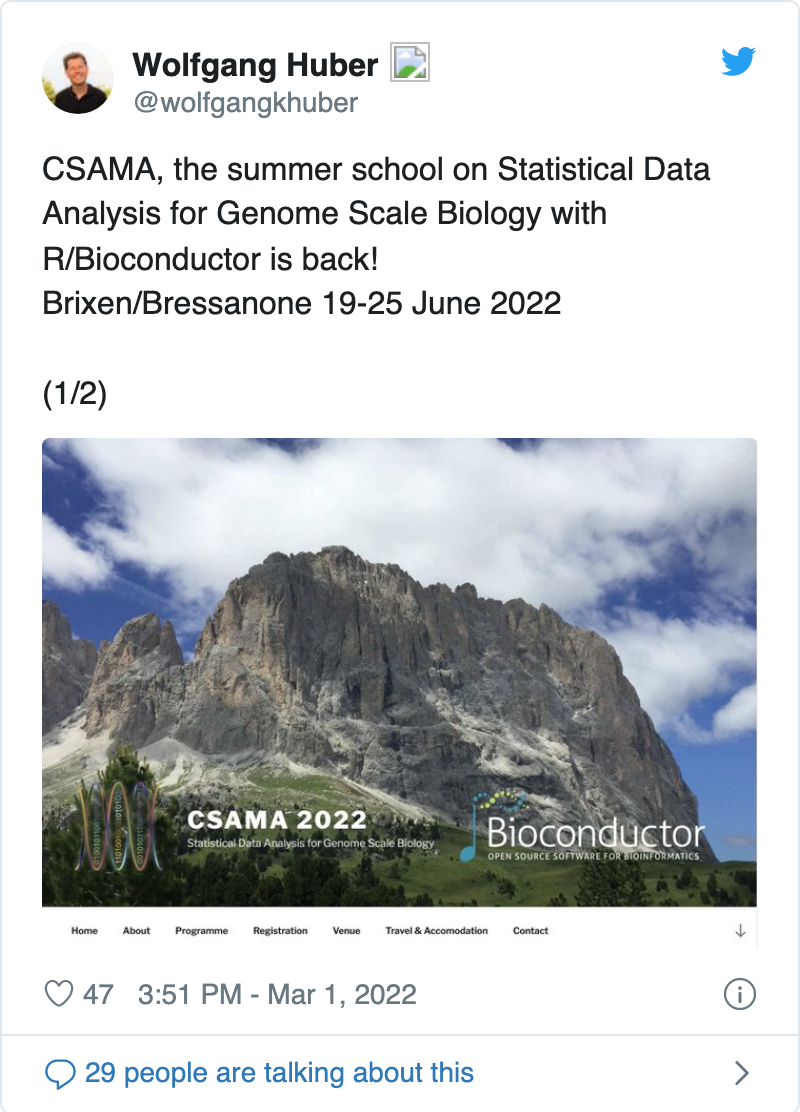 Wolfgang Huber
@wolfgangkhuber
CSAMA, the summer school on Statistical Data
Analysis for Genome Scale Biology with
R/Bioconductor is back!
Brixen/Bressanone 19-25 June 2022
(1/2)
CSAMA 2022
Statistical Data Analysis for Genome Scale Biology
Bioconductor
OPEN SOURCE SOFTWARE FOR BIOINFORMATICS
Home About Programme Registration Venue Travel & Accomodation Contact
47 3:51 PM - Mar 1, 2022
29 people are talking about this